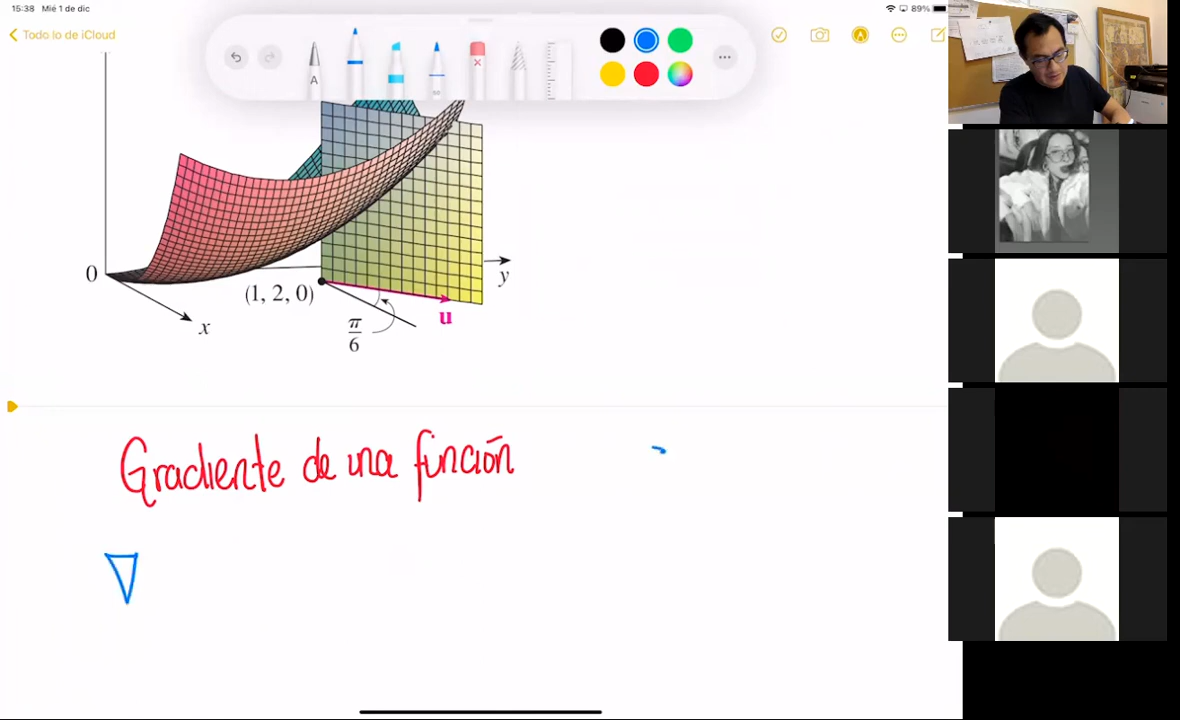 15:38 Mié 1 de dic
89%
Todo lo de iCloud
A
0
(1, 2, 0)
y
x
π
6
u
Gradiente de una función
∇